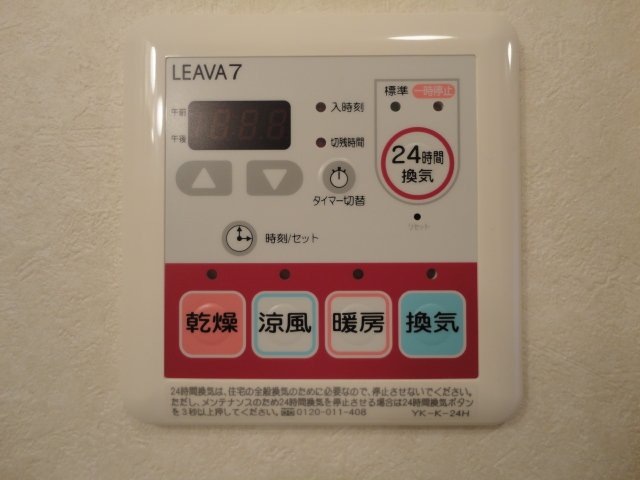 LEAVA7
標準 一時停止
午前
入時刻
午後
切残時間
24時間
換気
タイマー切替
リセット
時刻/セット
乾燥 涼風 暖房 換気
24時間換気は、住宅の全般換気のために必要なので、停止させないでください。
ただし、メンテナンスのため24時間換気を停止させる場合は24時間換気ボタン
を3秒以上押してください。 0120-011-408 YK-K-24H